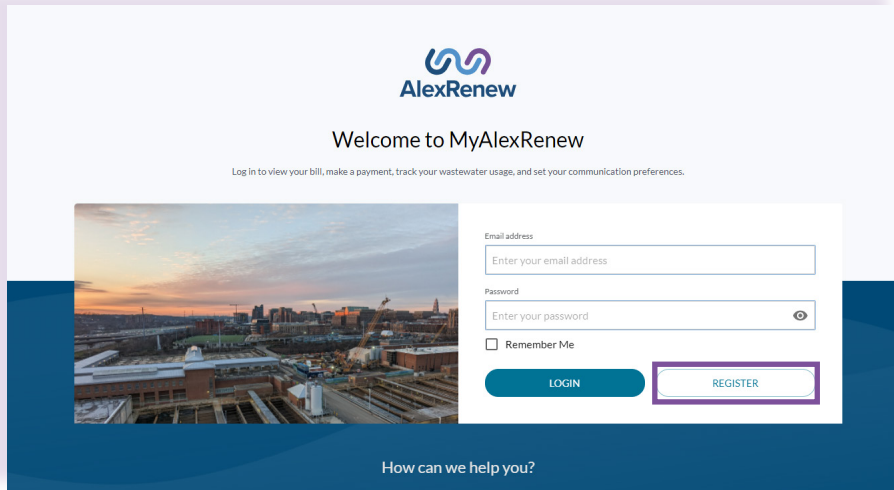 AlexRenew
Welcome to MyAlexRenew
Log in to view your bill, make a payment, track your wastewater usage, and set your communication preferences.
Email address
Enter your email address
Password
Enter your password
Remember Me
LOGIN
REGISTER
How can we help you?